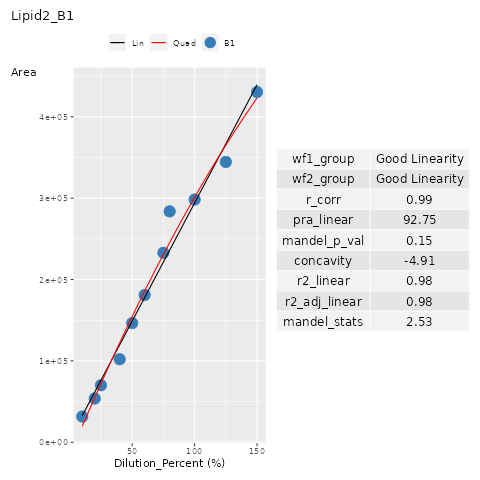 Lipid2_B1
Lin Quad B1
Area
4e+05
3e+05
2e+05
1e+05
0e+00
50 100 150
Dilution_Percent (%)
wf1_group Good Linearity
wf2_group Good Linearity
r_corr 0.99
pra_linear 92.75
mandel_p_val 0.15
concavity -4.91
r2_linear 0.98
r2_adj_linear 0.98
mandel_stats 2.53